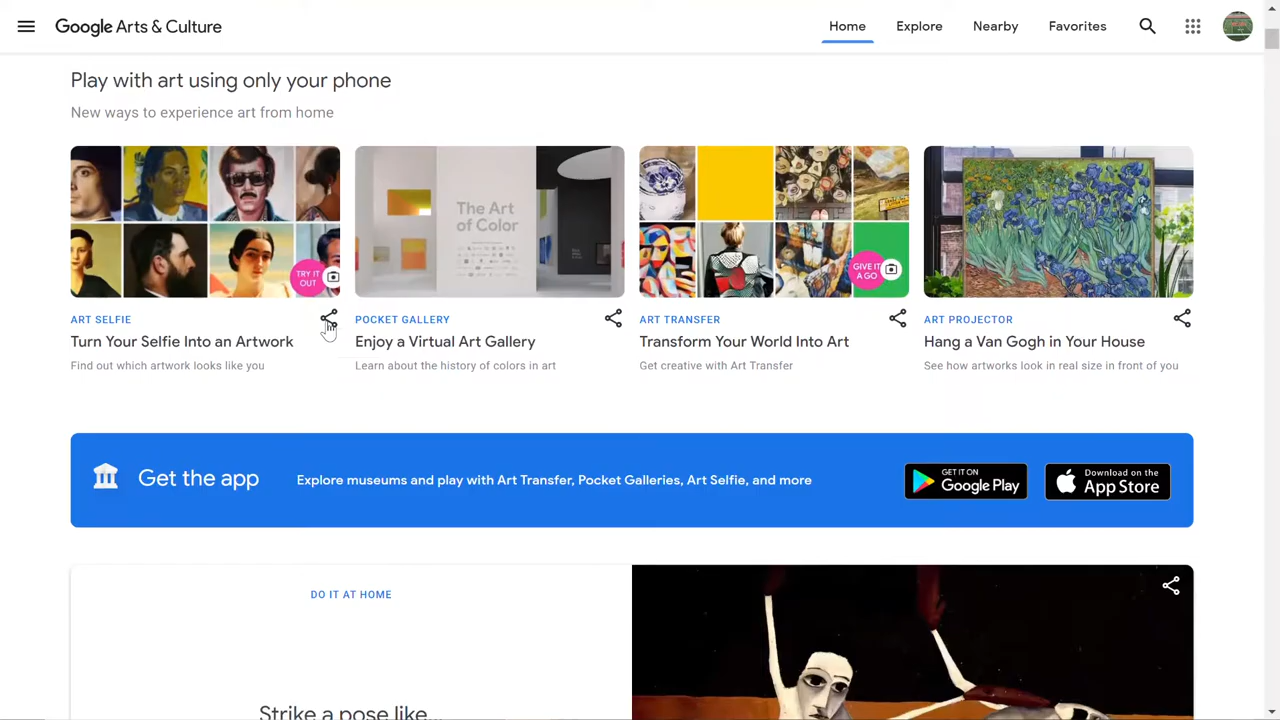 Google Arts & Culture
Home
Explore
Nearby
Favorites
Play with art using only your phone
New ways to experience art from home
TRY IT
OUT
The Art
of Color
GIVE IT
A GO
ART SELFIE
Turn Your Selfie Into an Artwork
Find out which artwork looks like you
POCKET GALLERY
Enjoy a Virtual Art Gallery
Learn about the history of colors in art
ART TRANSFER
Transform Your World Into Art
Get creative with Art Transfer
ART PROJECTOR
Hang a Van Gogh in Your House
See how artworks look in real size in front of you
Get the app
Explore museums and play with Art Transfer, Pocket Galleries, Art Selfie, and more
GET IT ON
Google Play
Download on the
App Store
DO IT AT HOME
Strike a pose like...